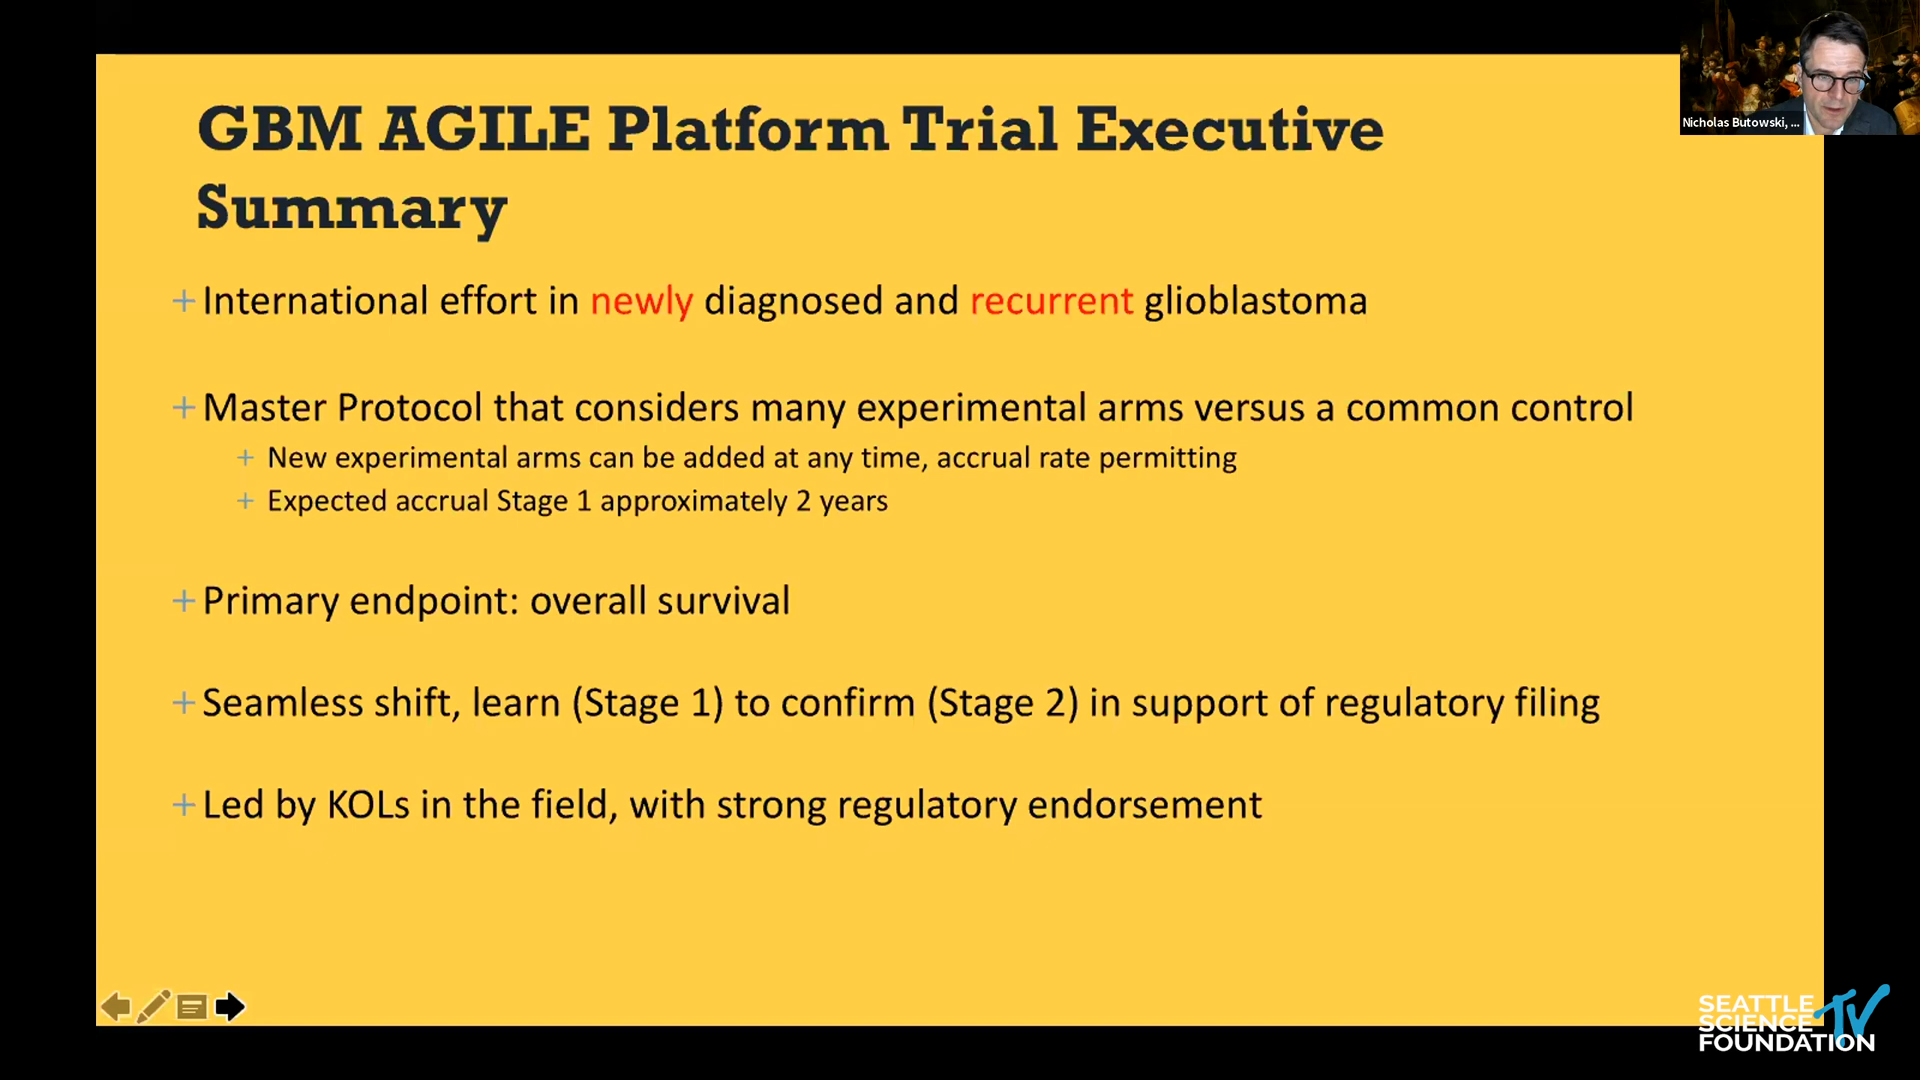 GBM AGILE Platform Trial Executive
Summary
+ International effort in newly diagnosed and recurrent glioblastoma
+ Master Protocol that considers many experimental arms versus a common control
+ New experimental arms can be added at any time, accrual rate permitting
+ Expected accrual Stage 1 approximately 2 years
+ Primary endpoint: overall survival
+ Seamless shift, learn (Stage 1) to confirm (Stage 2) in support of regulatory filing
+ Led by KOLs in the field, with strong regulatory endorsement
Nicholas Butowski, ...
SEATTLE
SCIENCE TV
FOUNDATION